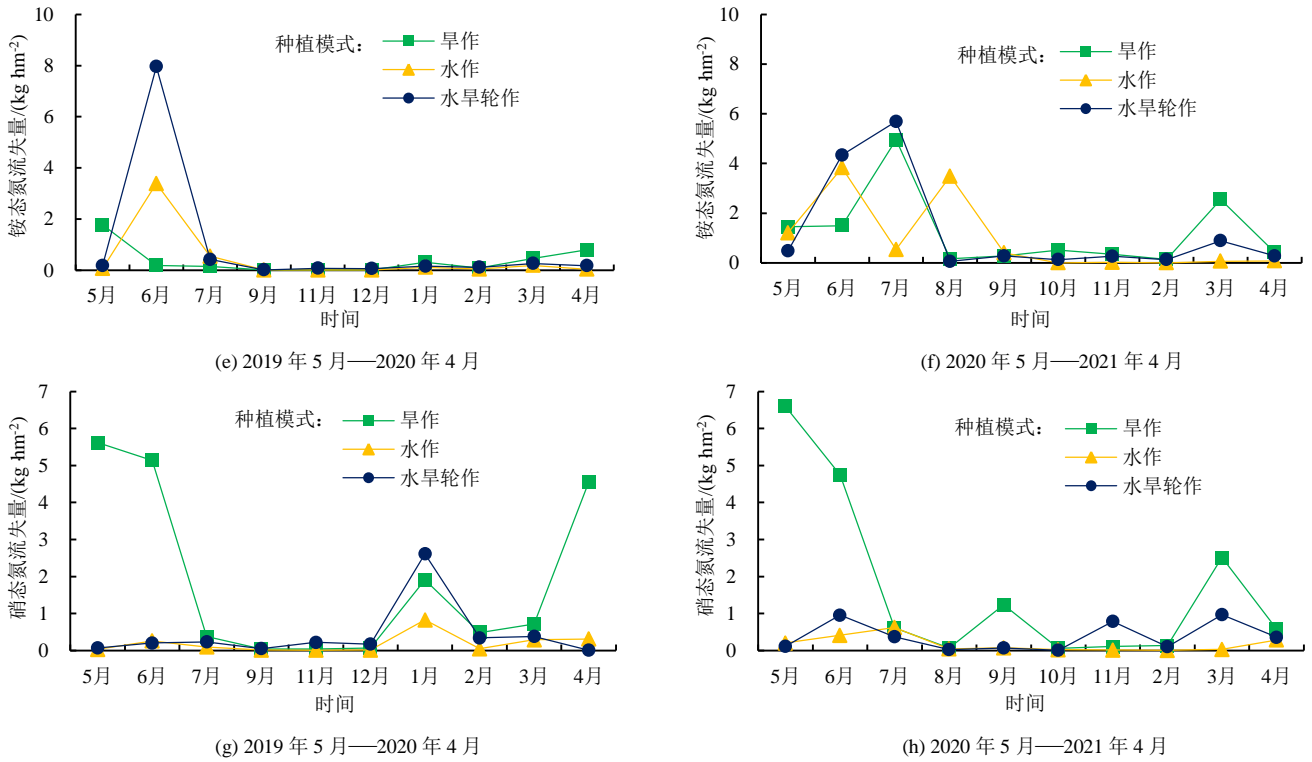 种植模式：
旱作
水作
水旱轮作
铵态氮流失量/(kg·hm-2)
10
8
6
4
2
0
5月 6月 7月 9月 11月 12月 1月 2月 3月 4月
时间
(e) 2019 年 5 月——2020 年 4 月
种植模式：
旱作
水作
水旱轮作
铵态氮流失量/(kg·hm-2)
10
8
6
4
2
0
5月 6月 7月 8月 9月 10月 11月 2月 3月 4月
时间
(f) 2020 年 5 月——2021 年 4 月
种植模式：
旱作
水作
水旱轮作
硝态氮流失量/(kg·hm-2)
7
6
5
4
3
2
1
0
5月 6月 7月 9月 11月 12月 1月 2月 3月 4月
时间
(g) 2019 年 5 月——2020 年 4 月
种植模式：
旱作
水作
水旱轮作
硝态氮流失量/(kg·hm-2)
7
6
5
4
3
2
1
0
5月 6月 7月 8月 9月 10月 11月 2月 3月 4月
时间
(h) 2020 年 5 月——2021 年 4 月